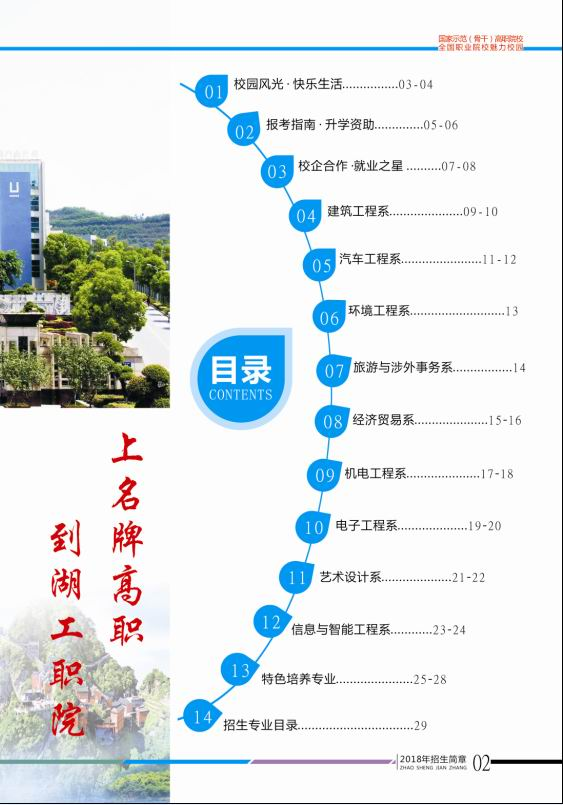 国家示范（骨干）高职院校
全国职业院校魅力校园
01 校园风光·快乐生活................03-04
02 报考指南·升学资助..............05-06
03 校企合作·就业之星 ..........07-08
04 建筑工程系.........................09-10
05 汽车工程系.......................11-12
06 环境工程系...........................13
07 旅游与涉外事务系.................14
08 经济贸易系.....................15-16
09 机电工程系.....................17-18
10 电子工程系....................19-20
11 艺术设计系....................21-22
12 信息与智能工程系............23-24
13 特色培养专业......................25-28
14 招生专业目录.................................29
目录
CONTENTS
上名牌高职
到湖工职院
2018年招生简章
ZHAO SHENG JIAN ZHANG
02